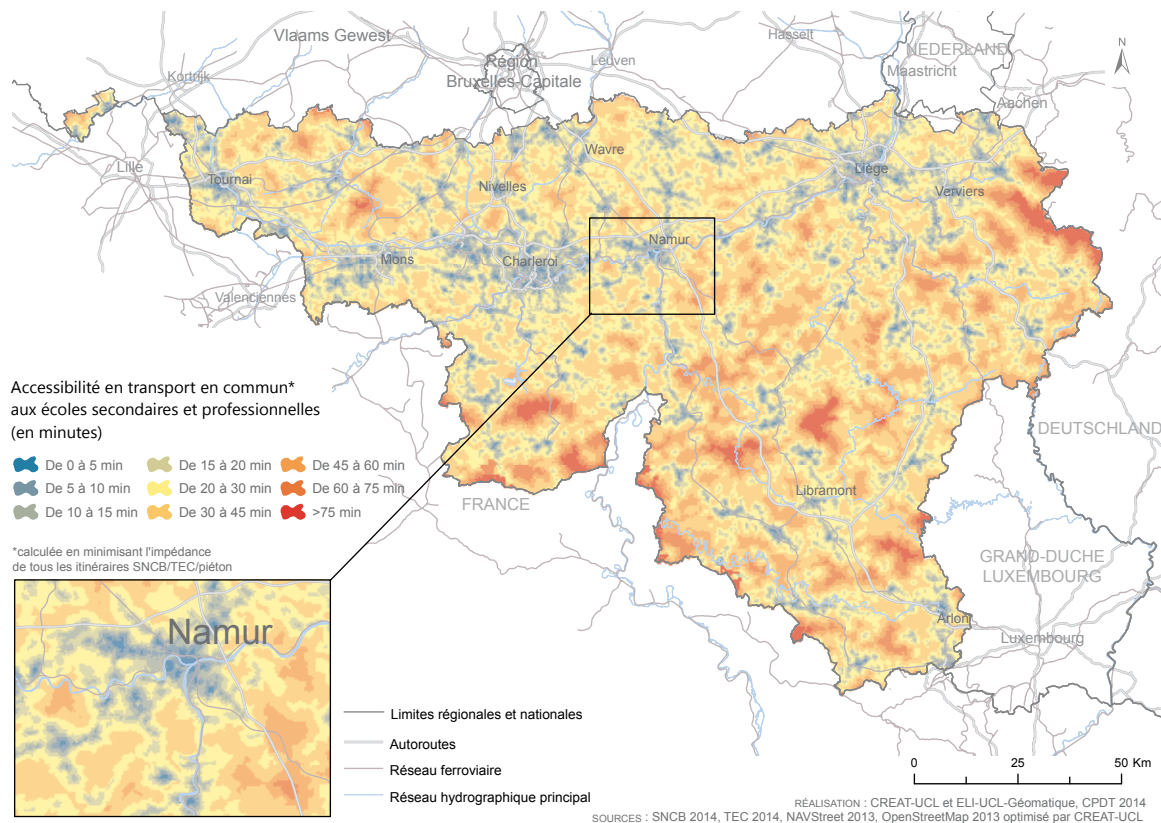 Vlaams Gewest
Hasselt
NEDERLAND
N
Région
Bruxelles Capitale
Leuven
Maastricht
Kortrijk
Aachen
Lille
Wavre
Tournai
Nivelles
Liège
Verviers
Namur
Mons
Charleroi
Valenciennes
Accessibilité en transport en commun*
aux écoles secondaires et professionnelles
(en minutes)
De 0 à 5 min
De 15 à 20 min
De 45 à 60 min
De 5 à 10 min
De 20 à 30 min
De 60 à 75 min
De 10 à 15 min
De 30 à 45 min
>75 min
DEUTSCHLAND
Libramont
FRANCE
*calculée en minimisant l'impédance
de tous les itinéraires SNCB/TEC/piéton
GRAND-DUCHE
LUXEMBOURG
Arlon
Luxembourg
Namur
Limites régionales et nationales
Autoroutes
Réseau ferroviaire
Réseau hydrographique principal
0 25 50 Km
RÉALISATION : CREAT-UCL et ELI-UCL-Géomatique, CPDT 2014
SOURCES : SNCB 2014, TEC 2014, NAVStreet 2013, OpenStreetMap 2013 optimisé par CREAT-UCL